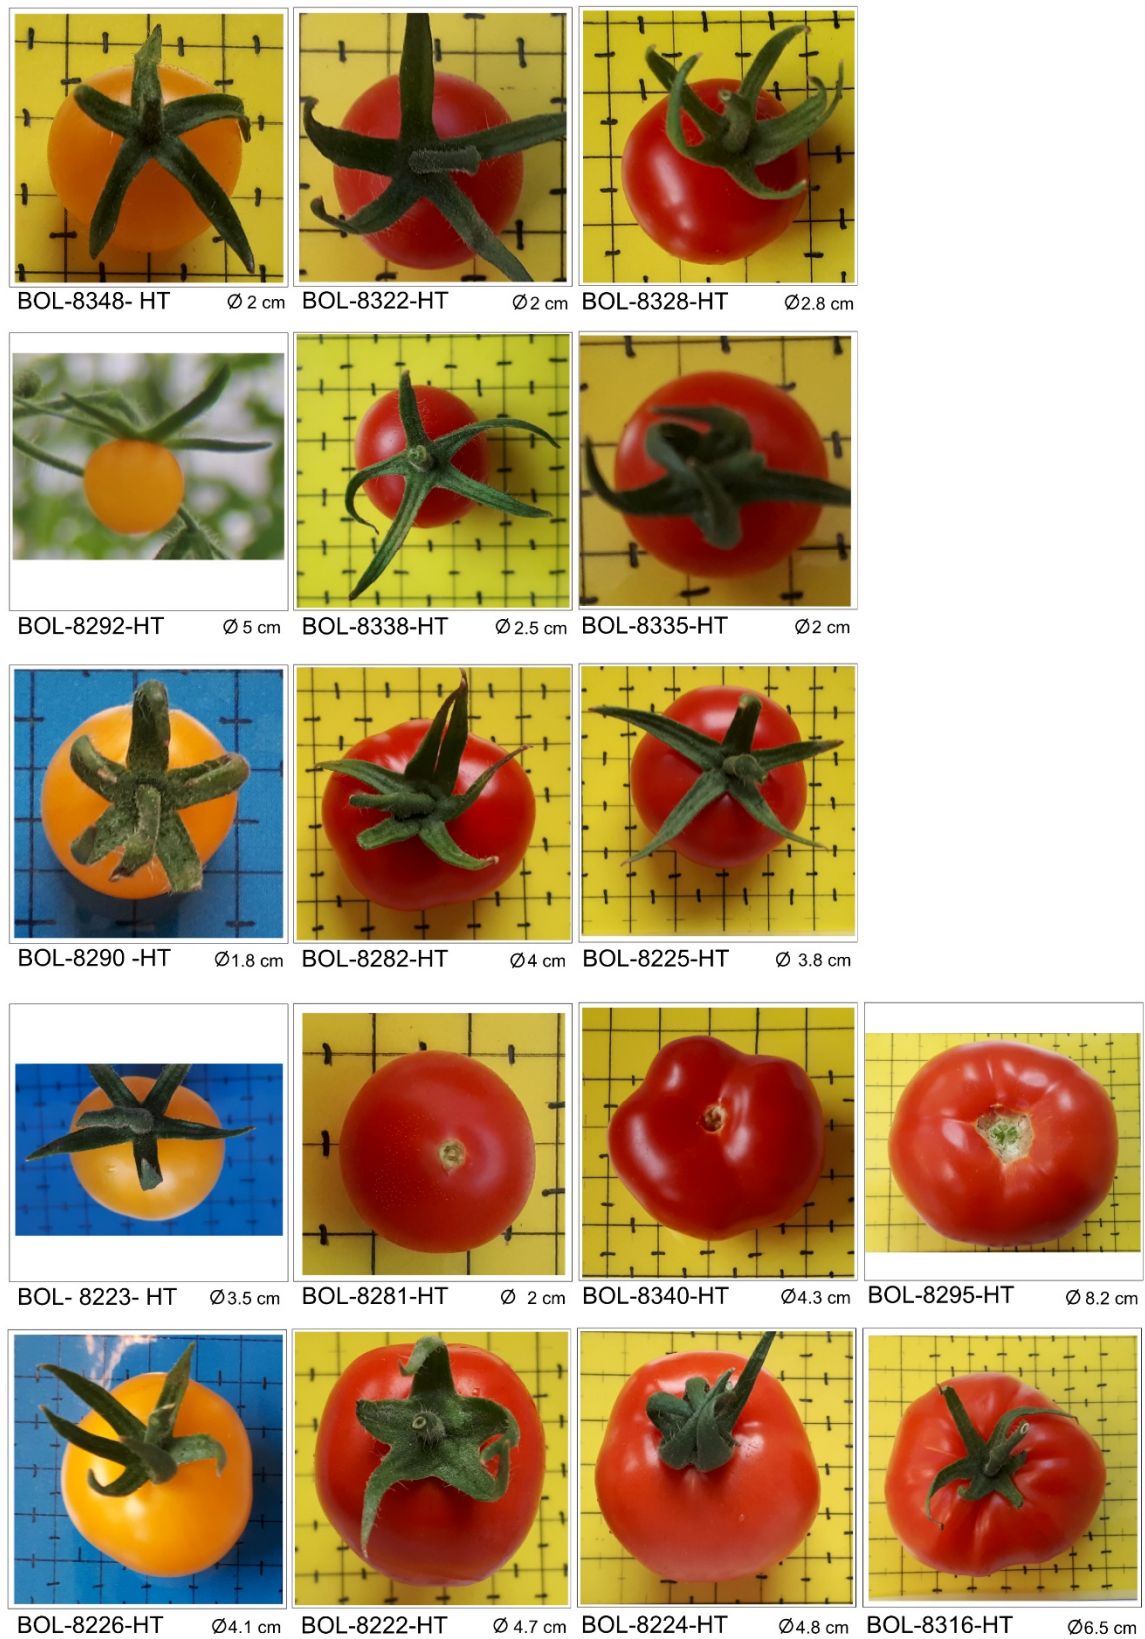 BOL-8348- HT Ø 2 cm
BOL-8322-HT Ø2 cm
BOL-8328-HT Ø2.8 cm
BOL-8292-HT Ø 5 cm
BOL-8338-HT Ø 2.5 cm
BOL-8335-HT Ø2 cm
BOL-8290 -HT Ø1.8 cm
BOL-8282-HT Ø4 cm
BOL-8225-HT Ø 3.8 cm
BOL- 8223- HT Ø3.5 cm
BOL-8281-HT Ø 2 cm
BOL-8340-HT Ø4.3 cm
BOL-8295-HT Ø 8.2 cm
BOL-8226-HT Ø4.1 cm
BOL-8222-HT Ø 4.7 cm
BOL-8224-HT Ø4.8 cm
BOL-8316-HT Ø6.5 cm